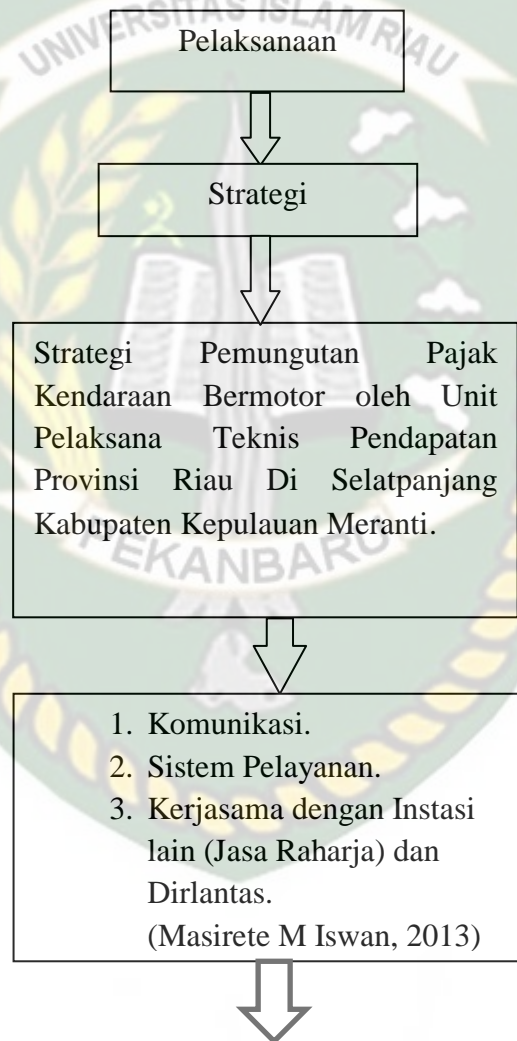 UNIVERSITAS ISLAM RIAU
Pelaksanaan
Strategi
Strategi Pemungutan Pajak
Kendaraan Bermotor oleh Unit
Pelaksana Teknis Pendapatan
Provinsi Riau Di Selatpanjang
Kabupaten Kepulauan Meranti.
PEKANBARU
1. Komunikasi.
2. Sistem Pelayanan.
3. Kerjasama dengan Instasi
lain (Jasa Raharja) dan
Dirlantas.
(Masirete M Iswan, 2013)